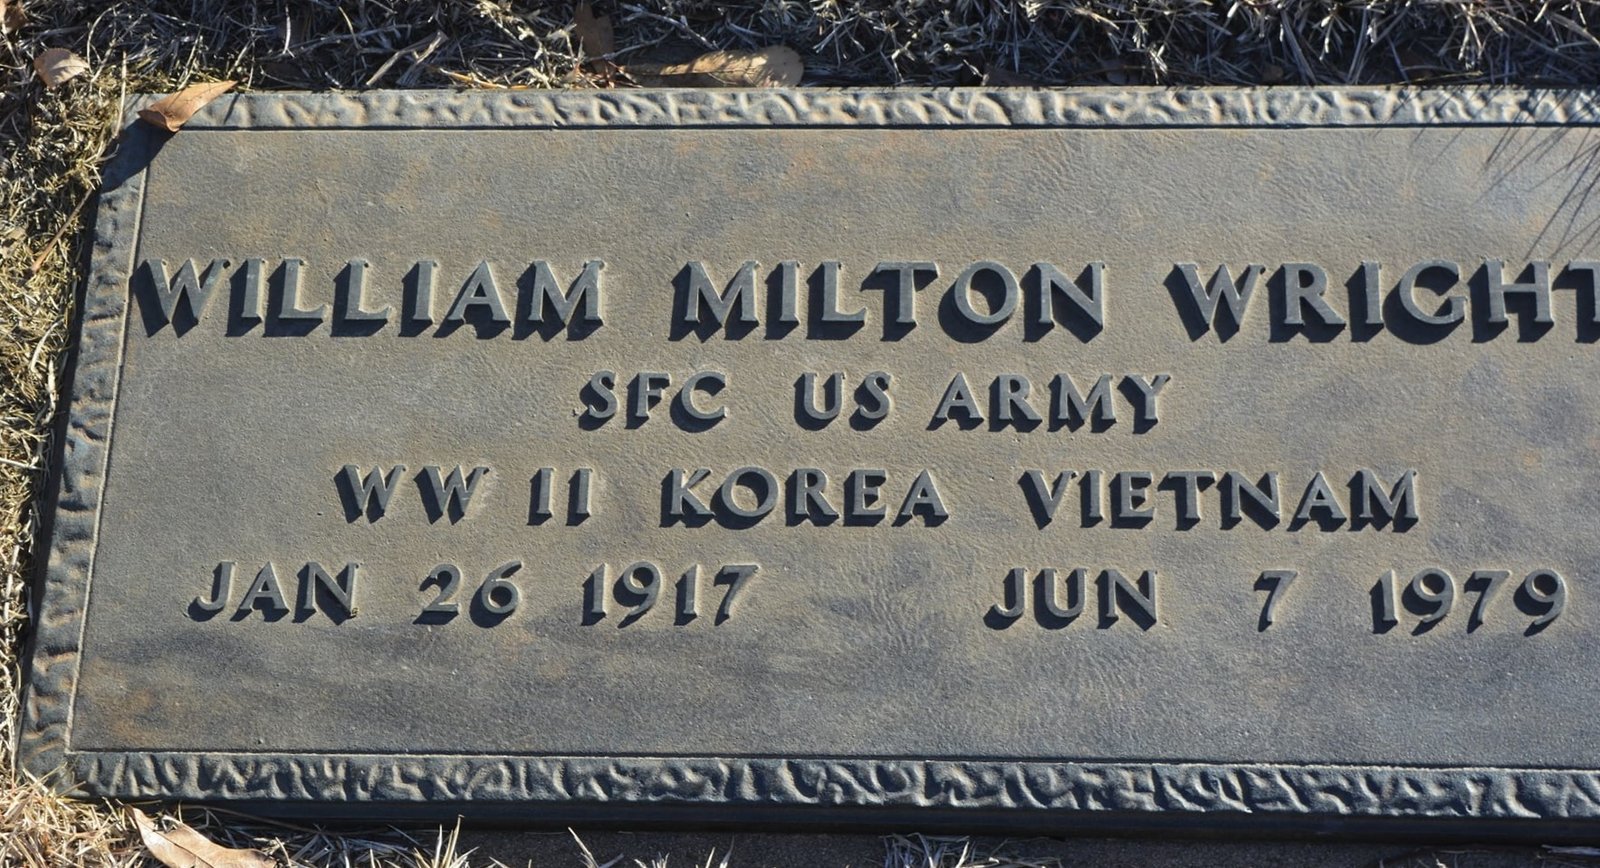 WILLIAM MILTON WRIGHT
SFC US ARMY
WW II KOREA VIETNAM
JAN 26 1917 JUN 7 1979